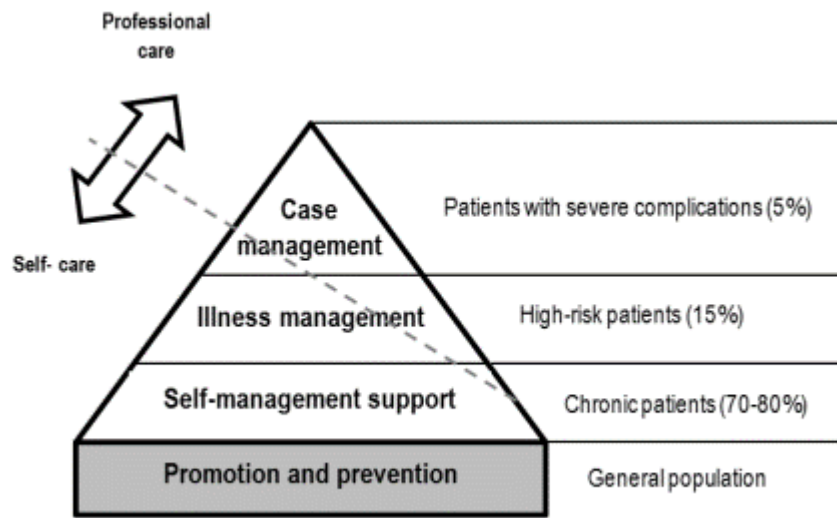 Professional
care
Self- care
Case
management
Patients with severe complications (5%)
Illness management
High-risk patients (15%)
Self-management support
Chronic patients (70-80%)
Promotion and prevention
General population